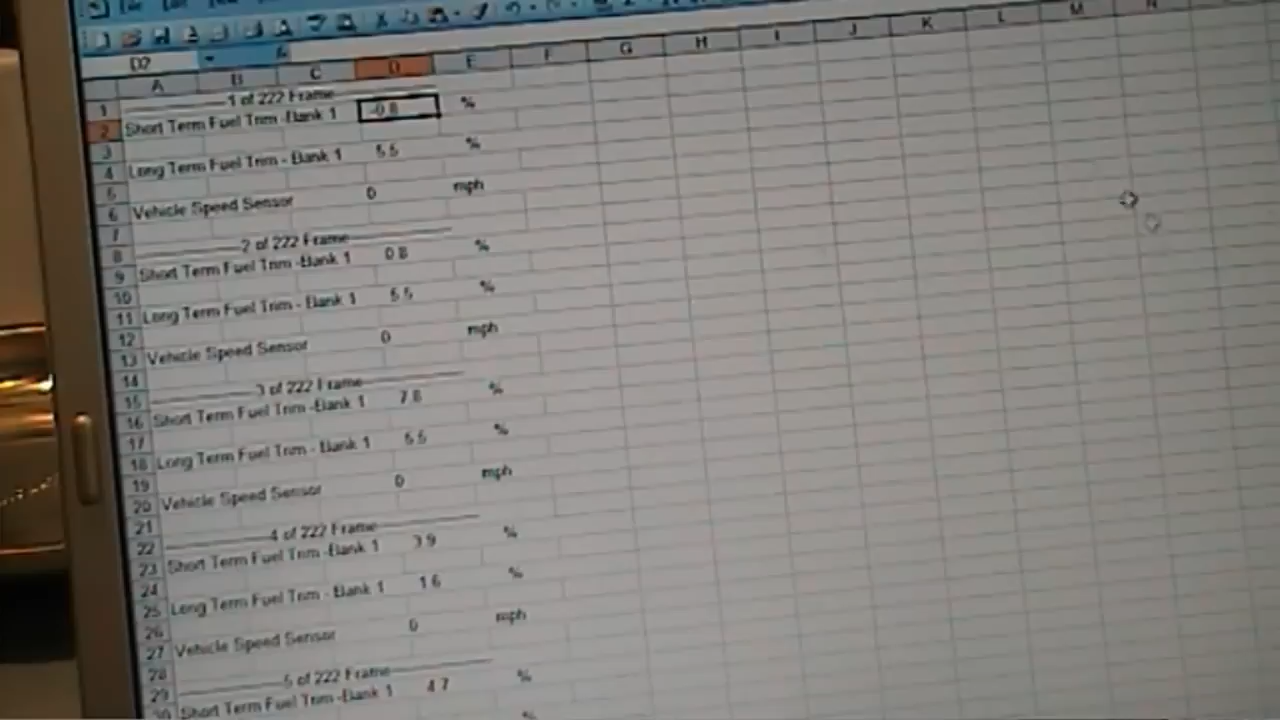 D2
A B C D E F G H I J K L M N
1 1 of 222 Frame
2 Short Term Fuel Trim -Bank 1 -0.8 %
3
4 Long Term Fuel Trim - Bank 1 5.5 %
5
6 Vehicle Speed Sensor 0 mph
7
8 2 of 222 Frame
9 Short Term Fuel Trim -Bank 1 0.8 %
10
11 Long Term Fuel Trim - Bank 1 5.5 %
12
13 Vehicle Speed Sensor 0 mph
14
15 3 of 222 Frame
16 Short Term Fuel Trim -Bank 1 7.8 %
17
18 Long Term Fuel Trim - Bank 1 5.5 %
19
20 Vehicle Speed Sensor 0 mph
21
22 4 of 222 Frame
23 Short Term Fuel Trim -Bank 1 3.9 %
24
25 Long Term Fuel Trim - Bank 1 1.6 %
26
27 Vehicle Speed Sensor 0 mph
28
29 5 of 222 Frame
30 Short Term Fuel Trim -Bank 1 4.7 %
%